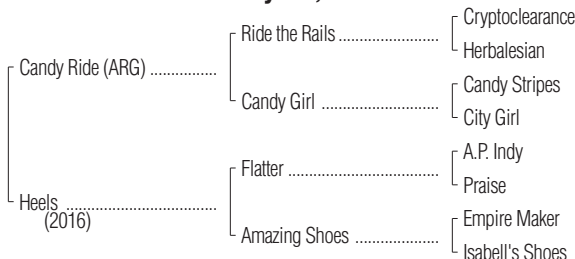 Cryptoclearance
Ride the Rails
Herbalesian
Candy Ride (ARG)
Candy Stripes
Candy Girl
City Girl
A.P. Indy
Flatter
Praise
Heels
(2016)
Empire Maker
Amazing Shoes
Isabell's Shoes